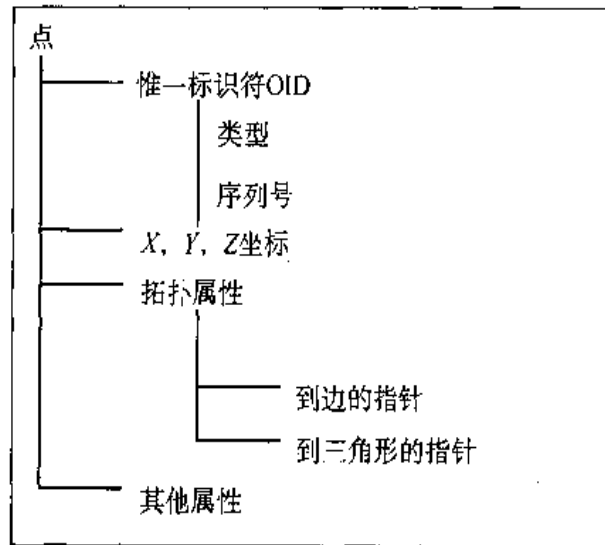 点
惟一标识符OID
类型
序列号
X, Y, Z坐标
拓扑属性
到边的指针
到三角形的指针
其他属性